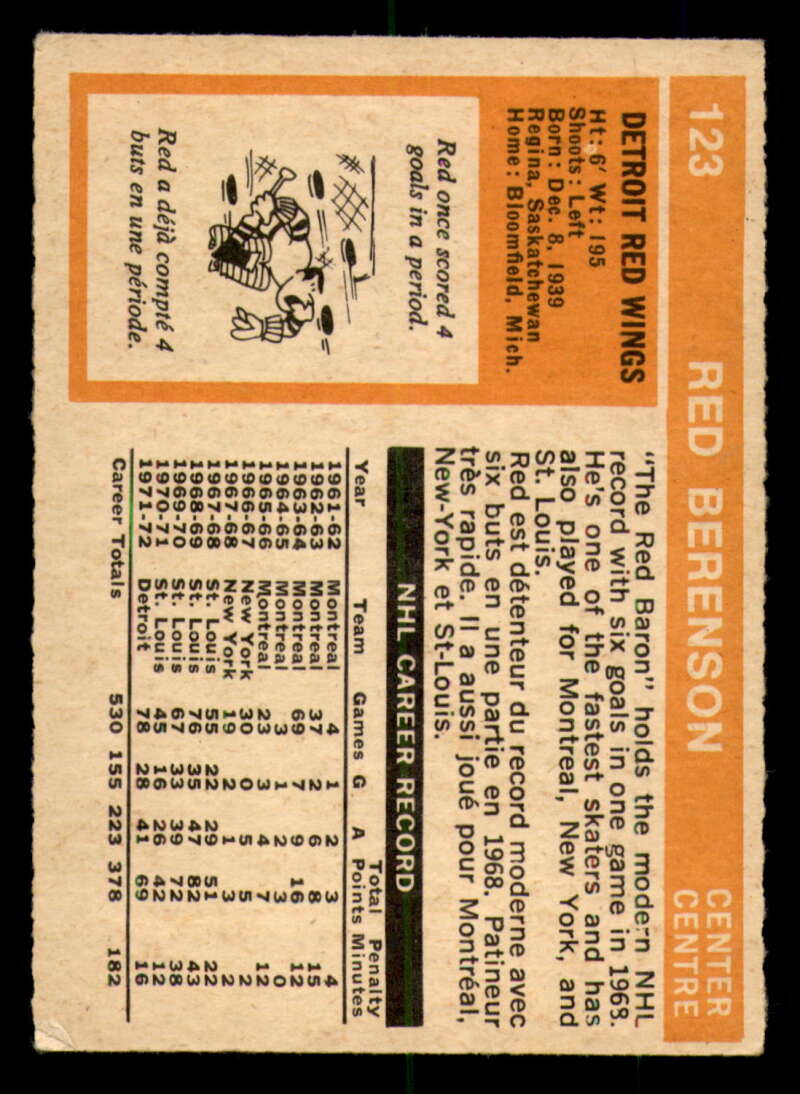 123 RED BERENSON CENTER
CENTRE
DETROIT RED WINGS
Ht: 6' Wt: 195
Shoots: Left
Born: Dec. 8, 1939
Regina, Saskatchewan
Home: Bloomfield, Mich.
Red once scored 4
goals in a period.
Red a déjà compté 4
buts en une période.
"The Red Baron" holds the modern NHL
record with six goals in one game in 1968.
He's one of the fastest skaters and has
also played for Montreal, New York, and
St. Louis.
Red est détenteur du record moderne avec
six buts en une partie en 1968. Patineur
très rapide. Il a aussi joué pour Montréal,
New-York et St-Louis.
NHL CAREER RECORD
Total Penalty
Year Team Games G A Points Minutes
1961-62 Montreal 4 1 2 3 4
1962-63 Montreal 37 2 6 8 15
1963-64 Montreal 69 7 9 16 12
1964-65 Montreal 3 1 2 3 0
1965-66 Montreal 23 3 4 7 12
1966-67 New York 30 0 5 5 2
1967-68 New York 19 2 1 3 2
1967-68 St. Louis 55 22 29 51 22
1968-69 St. Louis 76 35 47 82 43
1969-70 St. Louis 67 33 39 72 38
1970-71 St. Louis 45 16 26 42 12
1971-72 Detroit 78 28 41 69 16
Career Totals 530 155 223 378 182